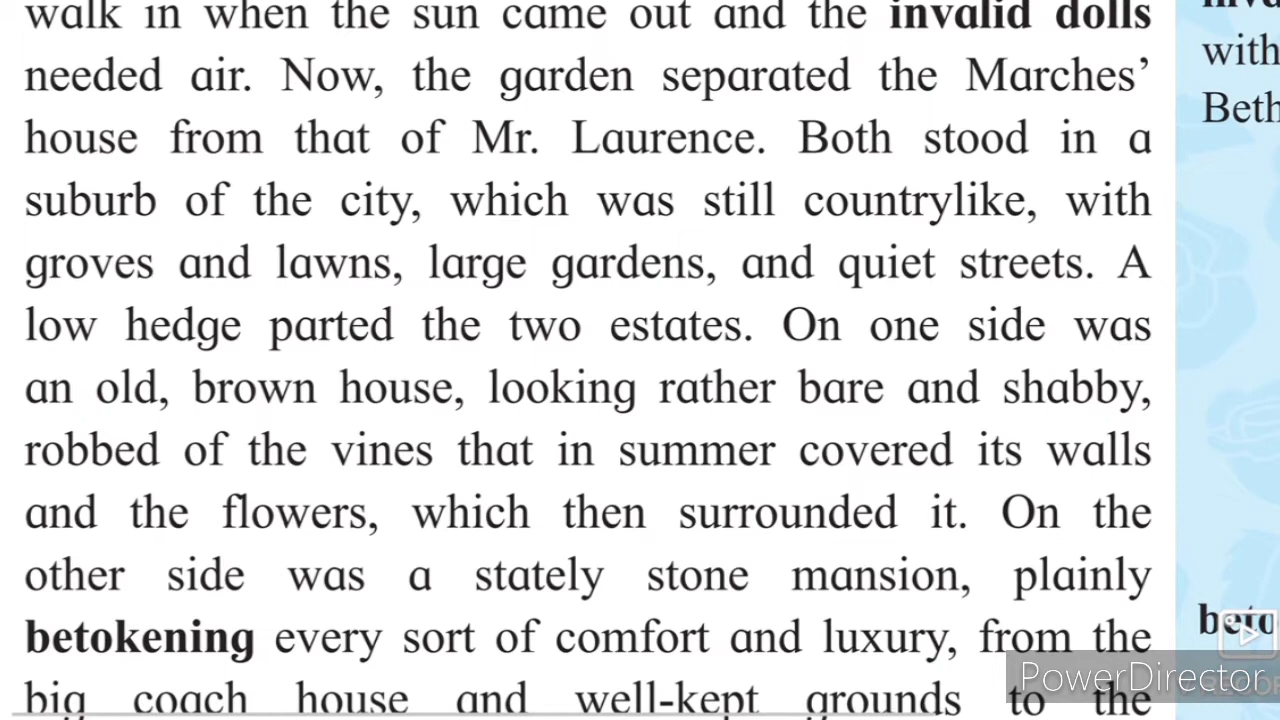 walk in when the sun came out and the invalid dolls
needed air. Now, the garden separated the Marches'
house from that of Mr. Laurence. Both stood in a
suburb of the city, which was still countrylike, with
groves and lawns, large gardens, and quiet streets. A
low hedge parted the two estates. On one side was
an old, brown house, looking rather bare and shabby,
robbed of the vines that in summer covered its walls
and the flowers, which then surrounded it. On the
other side was a stately stone mansion, plainly
betokening every sort of comfort and luxury, from the
big coach house and well-kept grounds to the
with
Beth
beto
PowerDirector